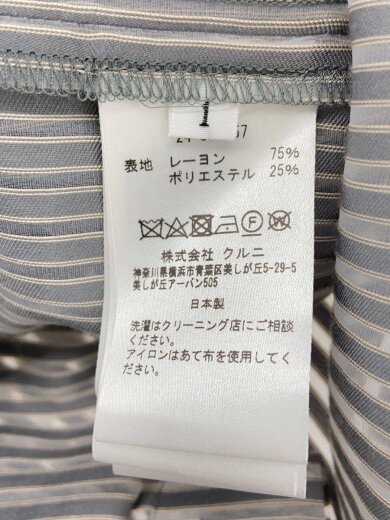 1
表地 レーヨン 75%
ポリエステル 25%
株式会社 クルニ
神奈川県横浜市青葉区美しが丘5-29-5
美しが丘アーバン505
日本製
洗濯はクリーニング店にご相談
ください。
アイロンはあて布を使用してく
ださい。